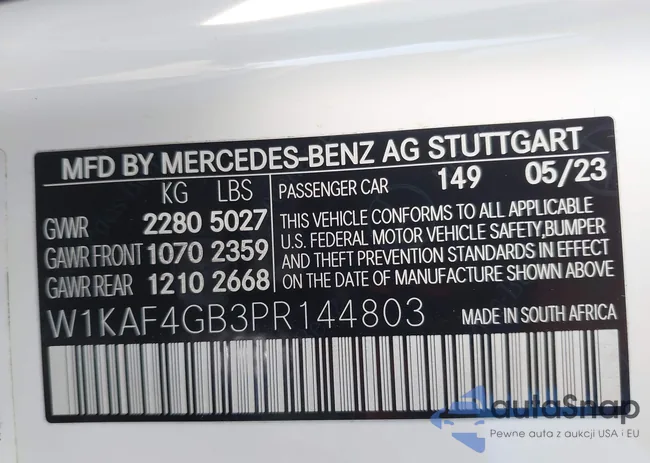 MFD BY MERCEDES-BENZ AG STUTTGART
KG LBS
GVWR 2280 5027
GAWR FRONT 1070 2359
GAWR REAR 1210 2668
PASSENGER CAR 149 05/23
THIS VEHICLE CONFORMS TO ALL APPLICABLE
U.S. FEDERAL MOTOR VEHICLE SAFETY, BUMPER
AND THEFT PREVENTION STANDARDS IN EFFECT
ON THE DATE OF MANUFACTURE SHOWN ABOVE
W1KAF4GB3PR144803
MADE IN SOUTH AFRICA
autoSnap
Pewne auta z aukcji USA i EU